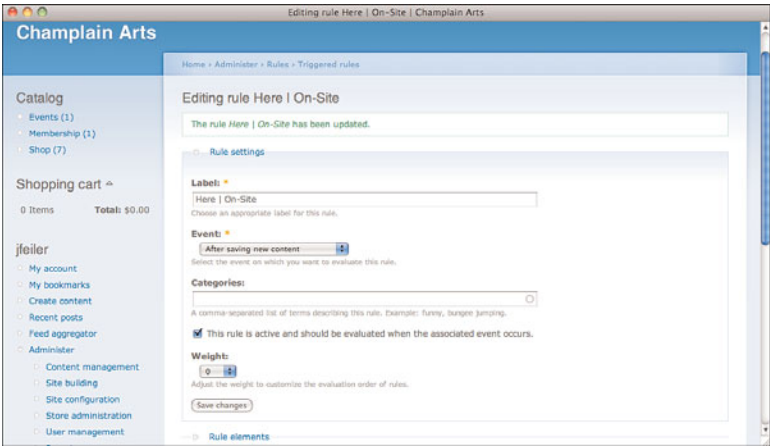 Editing rule Here | On-Site | Champlain Arts
Champlain Arts
Home › Administer › Rules › Triggered rules
Catalog
Events (1)
Membership (1)
Shop (7)
Shopping cart
0 Items Total: $0.00
jfeiler
My account
My bookmarks
Create content
Recent posts
Feed aggregator
Administer
Content management
Site building
Site configuration
Store administration
User management
Editing rule Here | On-Site
The rule Here | On-Site has been updated.
Rule settings
Label: *
Here | On-Site
Choose an appropriate label for this rule.
Event: *
After saving new content
Select the event on which you want to evaluate this rule.
Categories:
A comma-separated list of terms describing this rule. Example: funny, bungee jumping.
This rule is active and should be evaluated when the associated event occurs.
Weight:
0
Adjust the weight to customize the evaluation order of rules.
Save changes
Rule elements